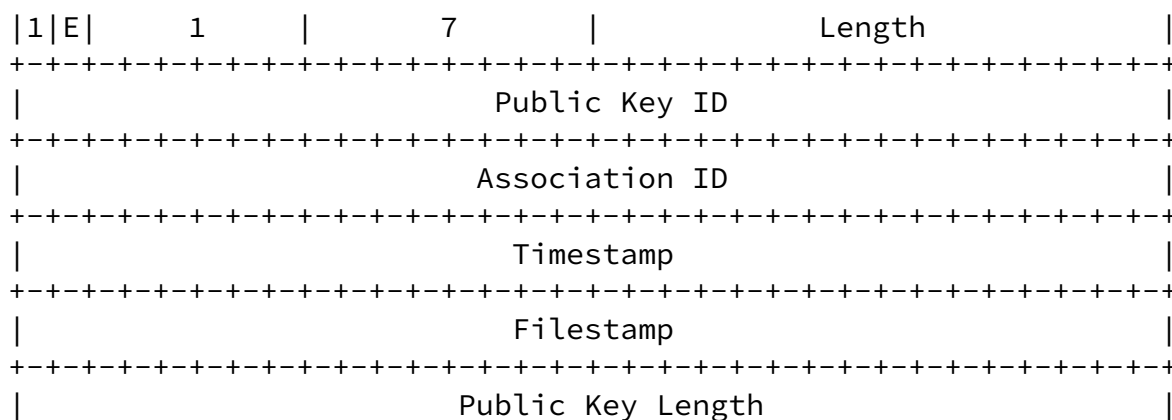 |1|E|     1     |       7       |            Length             |
+-+-+-+-+-+-+-+-+-+-+-+-+-+-+-+-+-+-+-+-+-+-+-+-+-+-+-+-+-+-+-+-+
|                          Public Key ID                        |
+-+-+-+-+-+-+-+-+-+-+-+-+-+-+-+-+-+-+-+-+-+-+-+-+-+-+-+-+-+-+-+-+
|                         Association ID                        |
+-+-+-+-+-+-+-+-+-+-+-+-+-+-+-+-+-+-+-+-+-+-+-+-+-+-+-+-+-+-+-+-+
|                           Timestamp                           |
+-+-+-+-+-+-+-+-+-+-+-+-+-+-+-+-+-+-+-+-+-+-+-+-+-+-+-+-+-+-+-+-+
|                           Filestamp                           |
+-+-+-+-+-+-+-+-+-+-+-+-+-+-+-+-+-+-+-+-+-+-+-+-+-+-+-+-+-+-+-+-+
|                        Public Key Length                      |